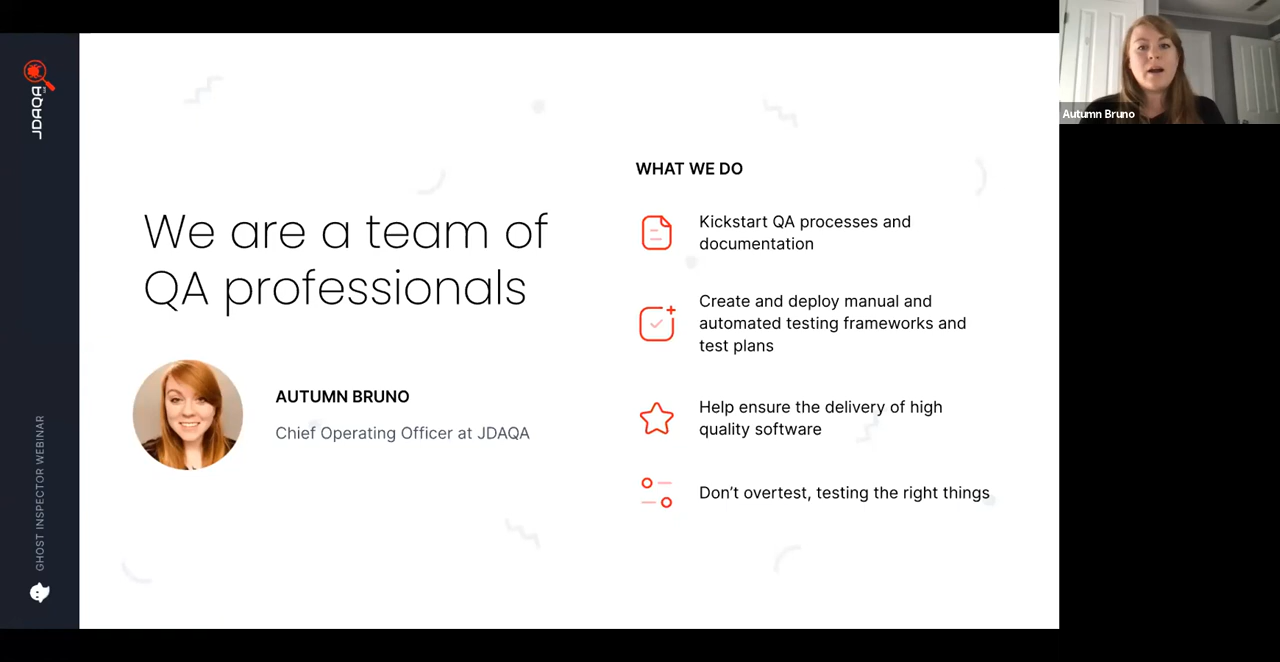 JDAQA
GHOST INSPECTOR WEBINAR
We are a team of
QA professionals
AUTUMN BRUNO
Chief Operating Officer at JDAQA
WHAT WE DO
Kickstart QA processes and
documentation
Create and deploy manual and
automated testing frameworks and
test plans
Help ensure the delivery of high
quality software
Don’t overtest, testing the right things
Autumn Bruno